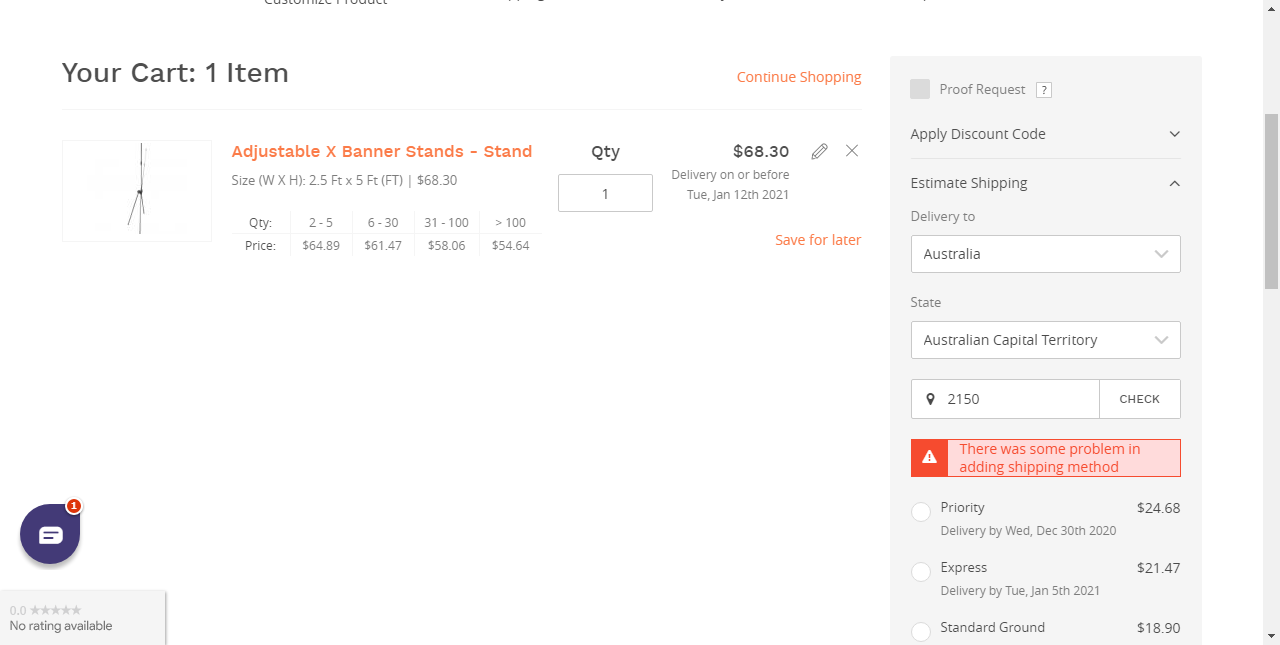 Customize Product
Your Cart: 1 Item
Continue Shopping
Adjustable X Banner Stands - Stand
Size (W X H): 2.5 Ft x 5 Ft (FT) | $68.30
Qty: 2 - 5 6 - 30 31 - 100 > 100
Price: $64.89 $61.47 $58.06 $54.64
Qty
1
$68.30
Delivery on or before
Tue, Jan 12th 2021
Save for later
Proof Request ?
Apply Discount Code
Estimate Shipping
Delivery to
Australia
State
Australian Capital Territory
2150 CHECK
There was some problem in
adding shipping method
Priority $24.68
Delivery by Wed, Dec 30th 2020
Express $21.47
Delivery by Tue, Jan 5th 2021
Standard Ground $18.90
1
0.0 ★★★★★
No rating available